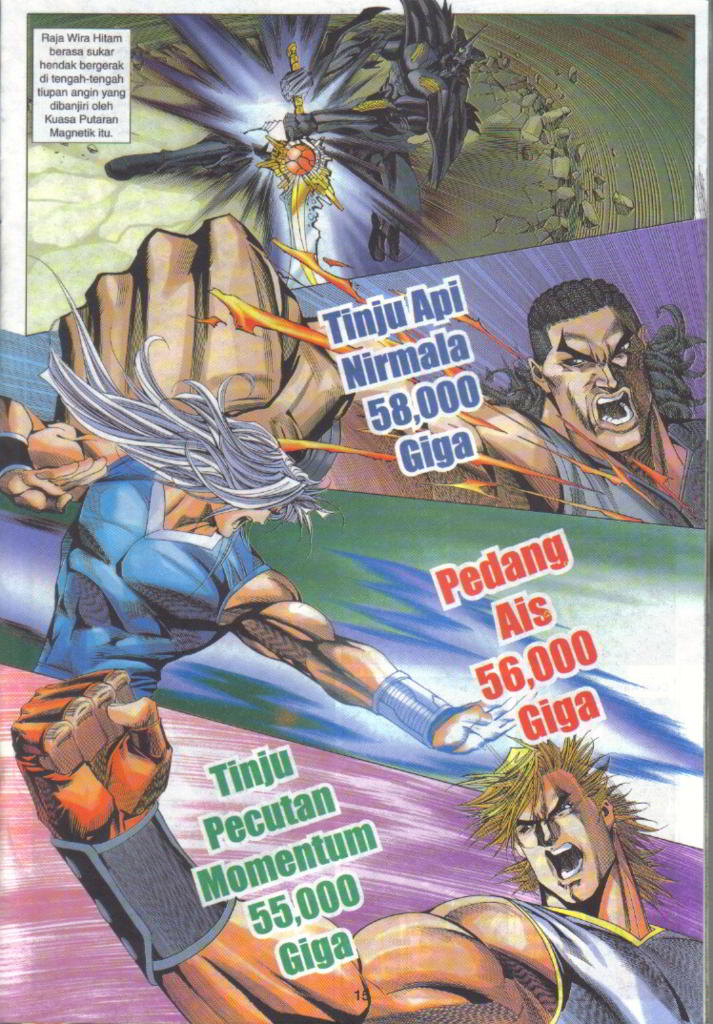 Raja Wira Hitam
berasa sukar
hendak bergerak
di tengah-tengah
tiupan angin yang
dibanjiri oleh
Kuasa Putaran
Magnetik itu.
Tinju Api
Nirmala
58,000
Giga
Pedang
Ais
56,000
Giga
Tinju
Pecutan
Momentum
55,000
Giga